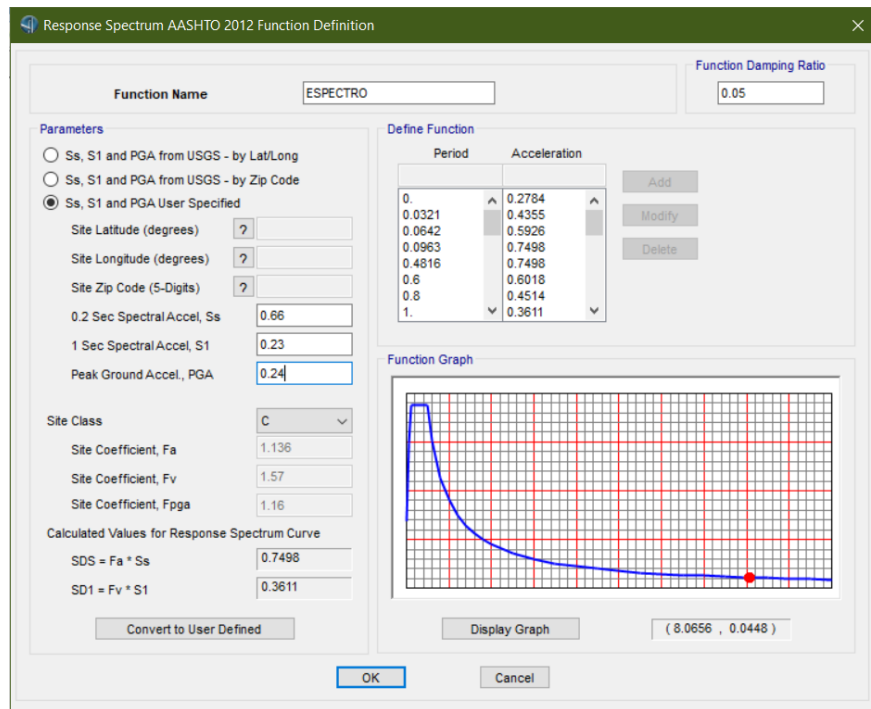 Response Spectrum AASHTO 2012 Function Definition
Function Damping Ratio
Function Name ESPECTRO 0.05
Parameters
Ss, S1 and PGA from USGS - by Lat/Long
Ss, S1 and PGA from USGS - by Zip Code
Ss, S1 and PGA User Specified
Site Latitude (degrees) ?
Site Longitude (degrees) ?
Site Zip Code (5-Digits) ?
0.2 Sec Spectral Accel, Ss 0.66
1 Sec Spectral Accel, S1 0.23
Peak Ground Accel., PGA 0.24
Site Class C
Site Coefficient, Fa 1.136
Site Coefficient, Fv 1.57
Site Coefficient, Fpga 1.16
Calculated Values for Response Spectrum Curve
SDS = Fa * Ss 0.7498
SD1 = Fv * S1 0.3611
Convert to User Defined
Define Function
Period Acceleration
0. 0.2784
0.0321 0.4355
0.0642 0.5926
0.0963 0.7498
0.4816 0.7498
0.6 0.6018
0.8 0.4514
1. 0.3611
Add
Modify
Delete
Function Graph
Display Graph ( 8.0656 , 0.0448 )
OK Cancel